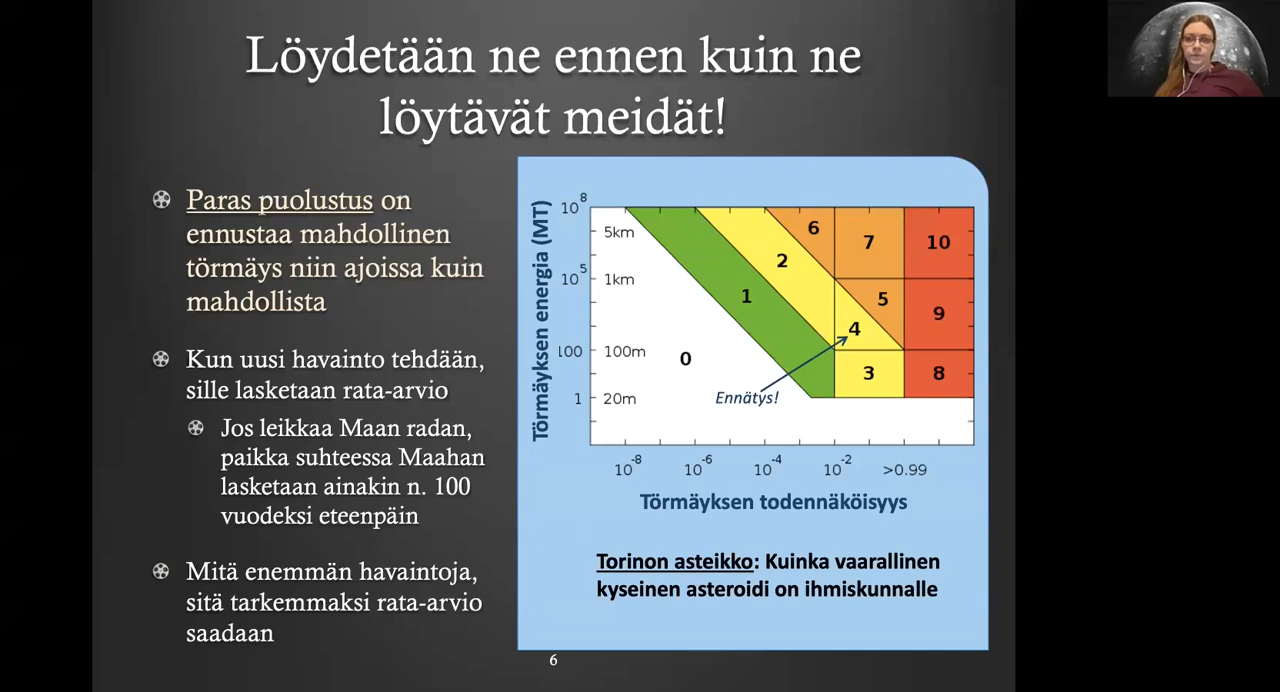 Löydetään ne ennen kuin ne
löytävät meidät!
Paras puolustus on
ennustaa mahdollinen
törmäys niin ajoissa kuin
mahdollista
Kun uusi havainto tehdään,
sille lasketaan rata-arvio
Jos leikkaa Maan radan,
paikka suhteessa Maahan
lasketaan ainakin n. 100
vuodeksi eteenpäin
Mitä enemmän havaintoja,
sitä tarkemmaksi rata-arvio
saadaan
Törmäyksen energia (MT)
10^8
5km
10^5
1km
100
100m
1
20m
0
1
2
3
4
5
6
7
8
9
10
Ennätys!
10^-8 10^-6 10^-4 10^-2 >0.99
Törmäyksen todennäköisyys
Torinon asteikko: Kuinka vaarallinen
kyseinen asteroidi on ihmiskunnalle
6